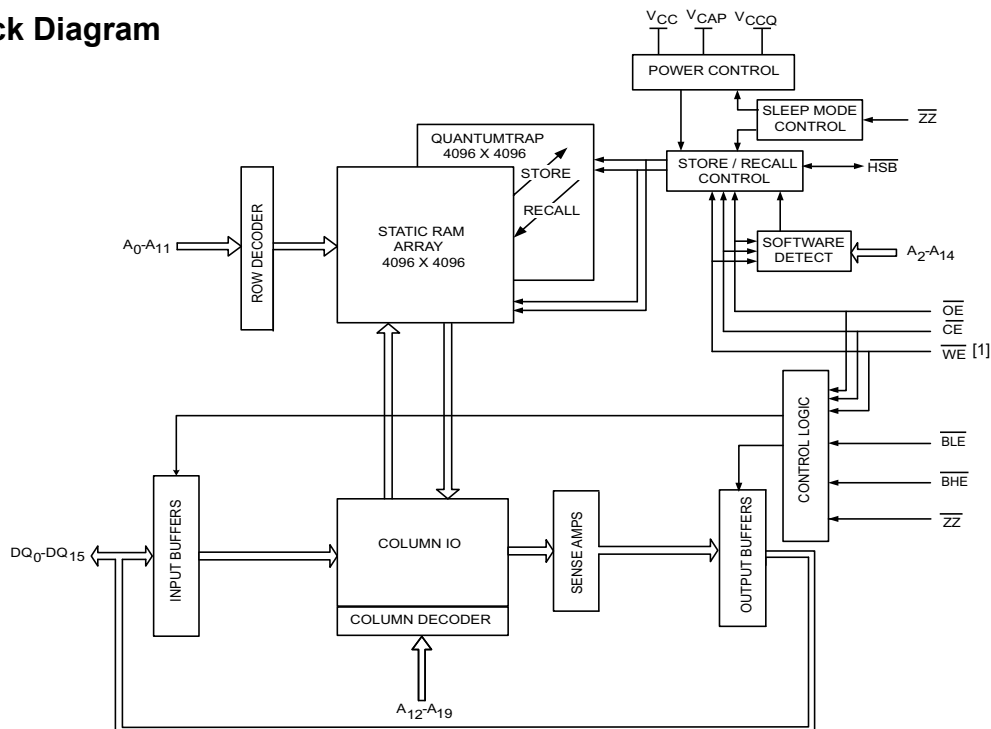 ck Diagram
VCC VCAP VCCQ
POWER CONTROL
SLEEP MODE
CONTROL
ZZ
QUANTUMTRAP
4096 X 4096
STORE
RECALL
STORE / RECALL
CONTROL
HSB
STATIC RAM
ARRAY
4096 X 4096
A0-A11
ROW DECODER
SOFTWARE
DETECT
A2-A14
OE
CE
WE [1]
CONTROL LOGIC
BLE
BHE
ZZ
DQ0-DQ15
INPUT BUFFERS
COLUMN IO
COLUMN DECODER
SENSE AMPS
OUTPUT BUFFERS
A12-A19